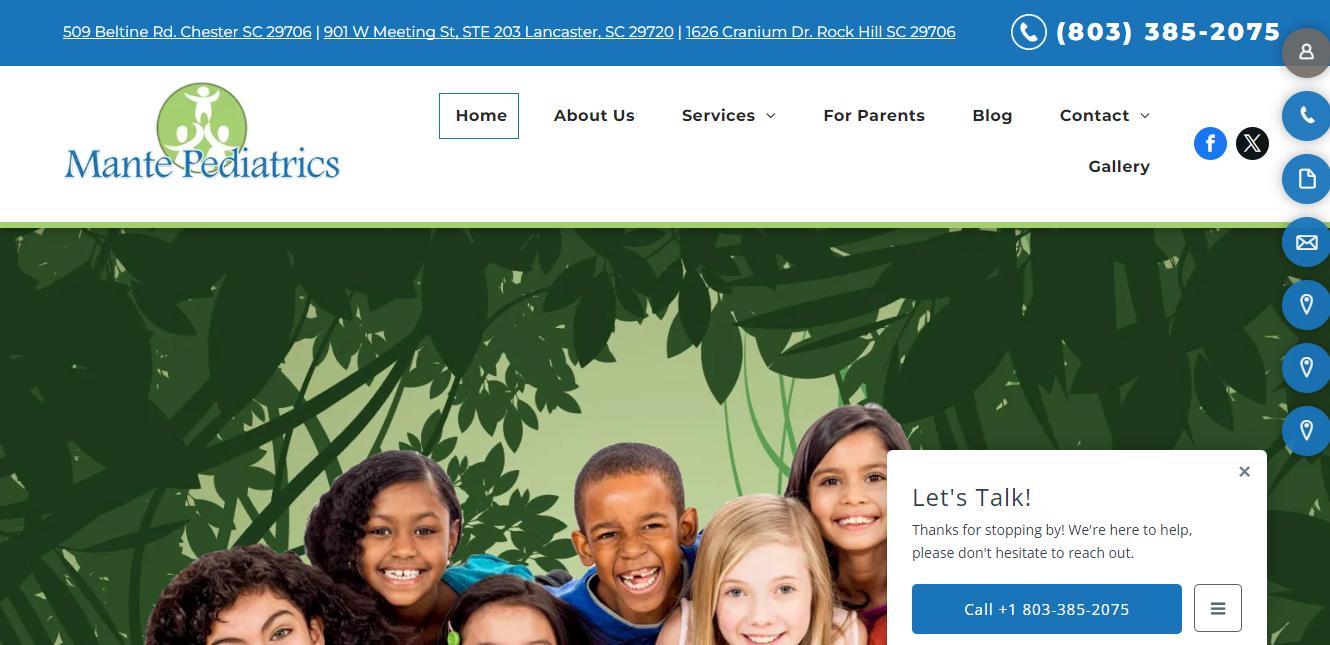 509 Beltine Rd. Chester SC 29706 | 901 W Meeting St, STE 203 Lancaster, SC 29720 | 1626 Cranium Dr. Rock Hill SC 29706
(803) 385-2075
Mante Pediatrics
Home About Us Services For Parents Blog Contact
Gallery
Let's Talk!
Thanks for stopping by! We're here to help,
please don't hesitate to reach out.
Call +1 803-385-2075